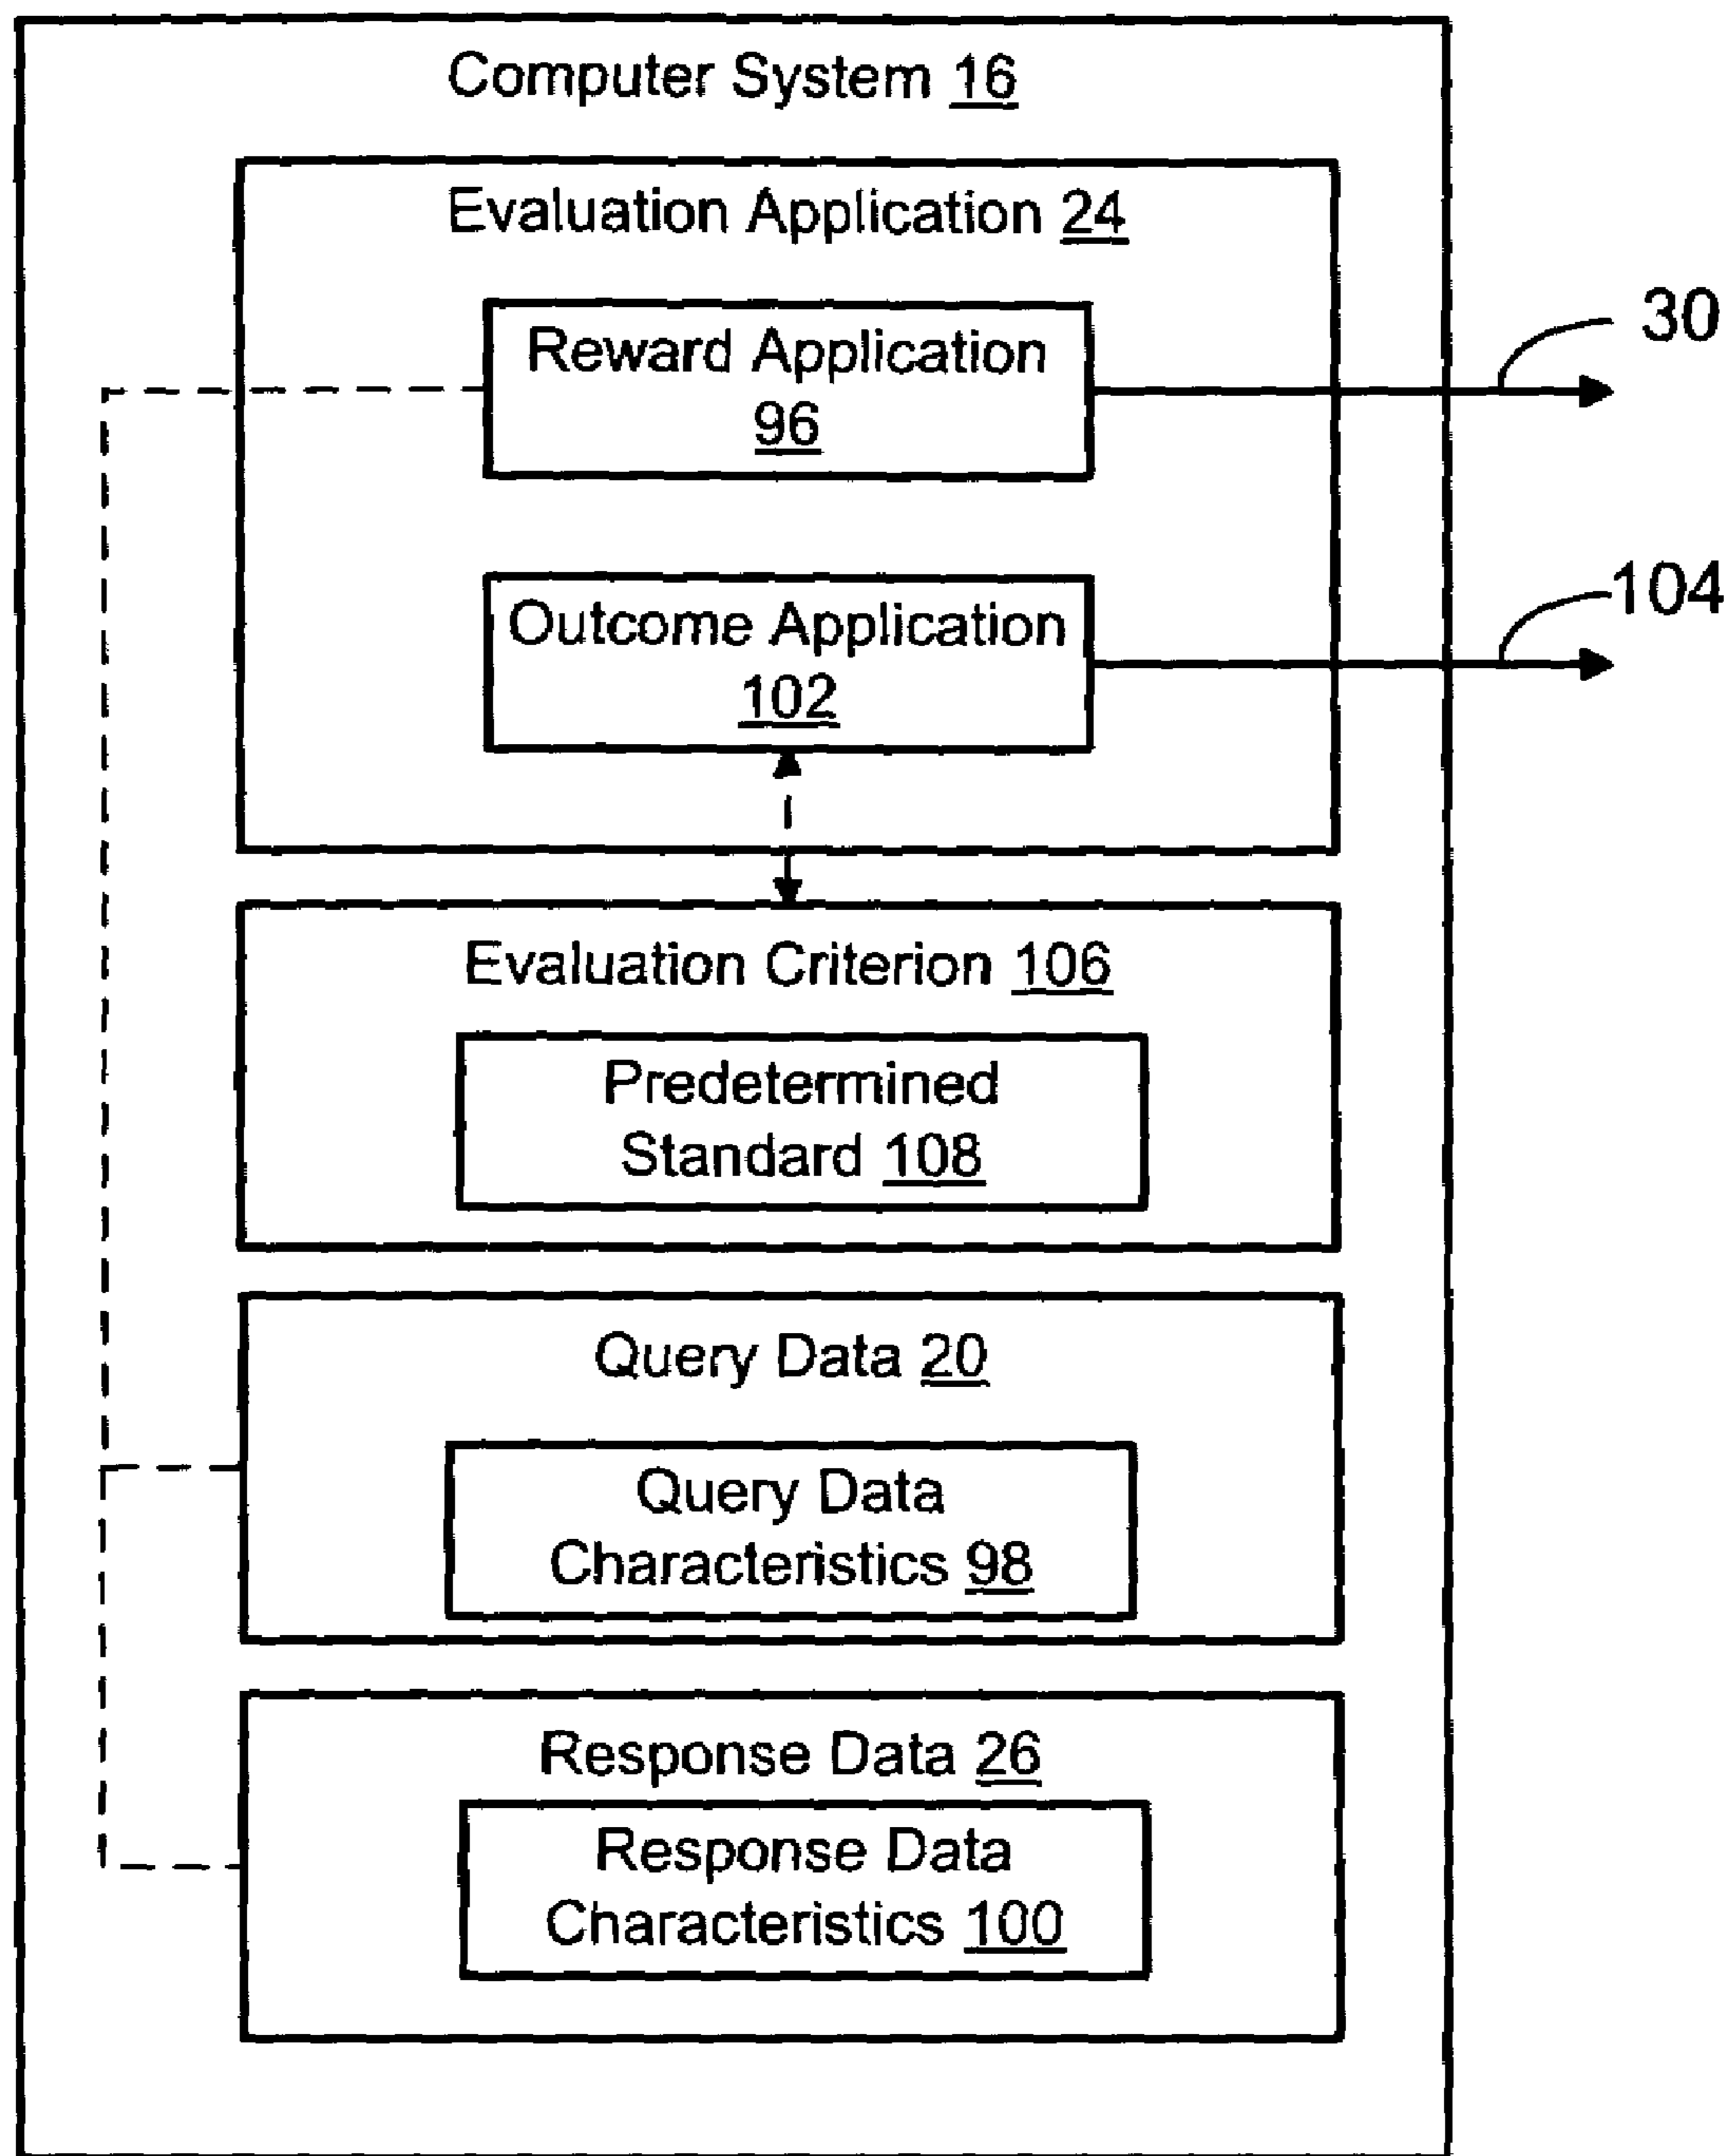 Computer System 16
Evaluation Application 24
Reward Application
96
30
Outcome Application
102
104
Evaluation Criterion 106
Predetermined
Standard 108
Query Data 20
Query Data
Characteristics 98
Response Data 26
Response Data
Characteristics 100